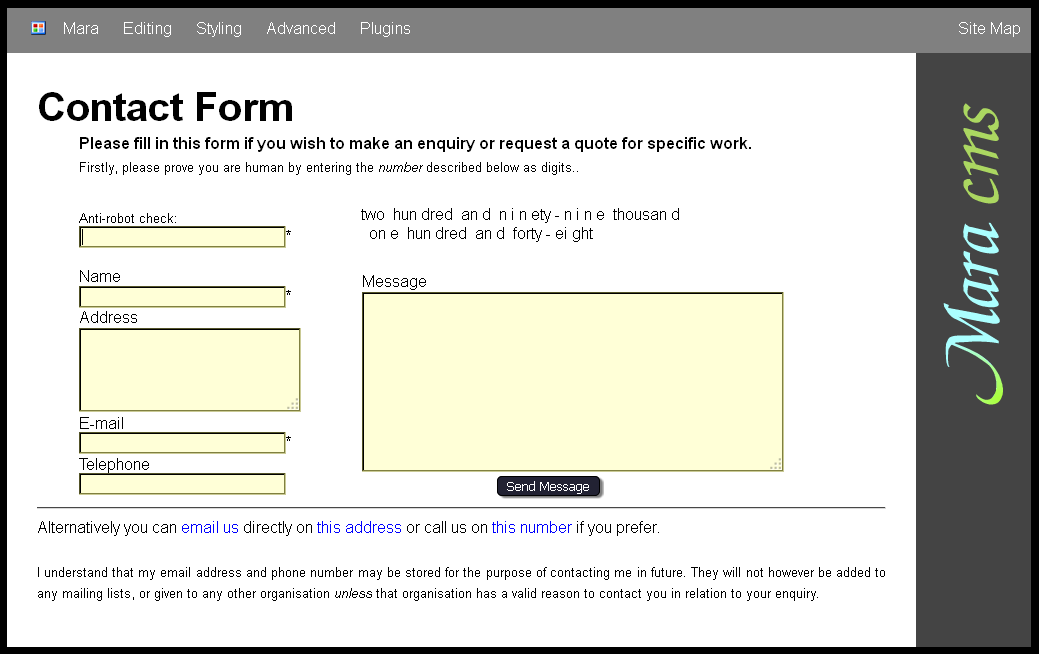 Mara Editing Styling Advanced Plugins Site Map
Contact Form
Please fill in this form if you wish to make an enquiry or request a quote for specific work.
Firstly, please prove you are human by entering the number described below as digits..
Anti-robot check:
*
two hun dred an d n i n ety - n i n e thousan d
on e hun dred an d forty - ei ght
Name
*
Address
E-mail
*
Telephone
Message
Send Message
Alternatively you can email us directly on this address or call us on this number if you prefer.
I understand that my email address and phone number may be stored for the purpose of contacting me in future. They will not however be added to
any mailing lists, or given to any other organisation unless that organisation has a valid reason to contact you in relation to your enquiry.
Mara cms